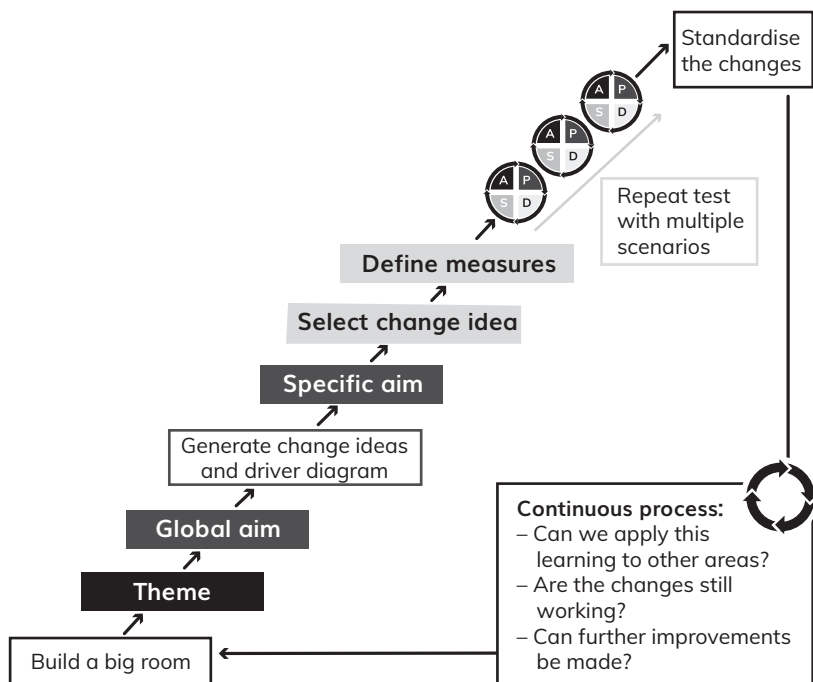 Standardise
the changes
A P
S D
A P
S D
A P
S D
Repeat test
with multiple
scenarios
Define measures
Select change idea
Specific aim
Generate change ideas
and driver diagram
Global aim
Theme
Build a big room
Continuous process:
– Can we apply this
learning to other areas?
– Are the changes still
working?
– Can further improvements
be made?